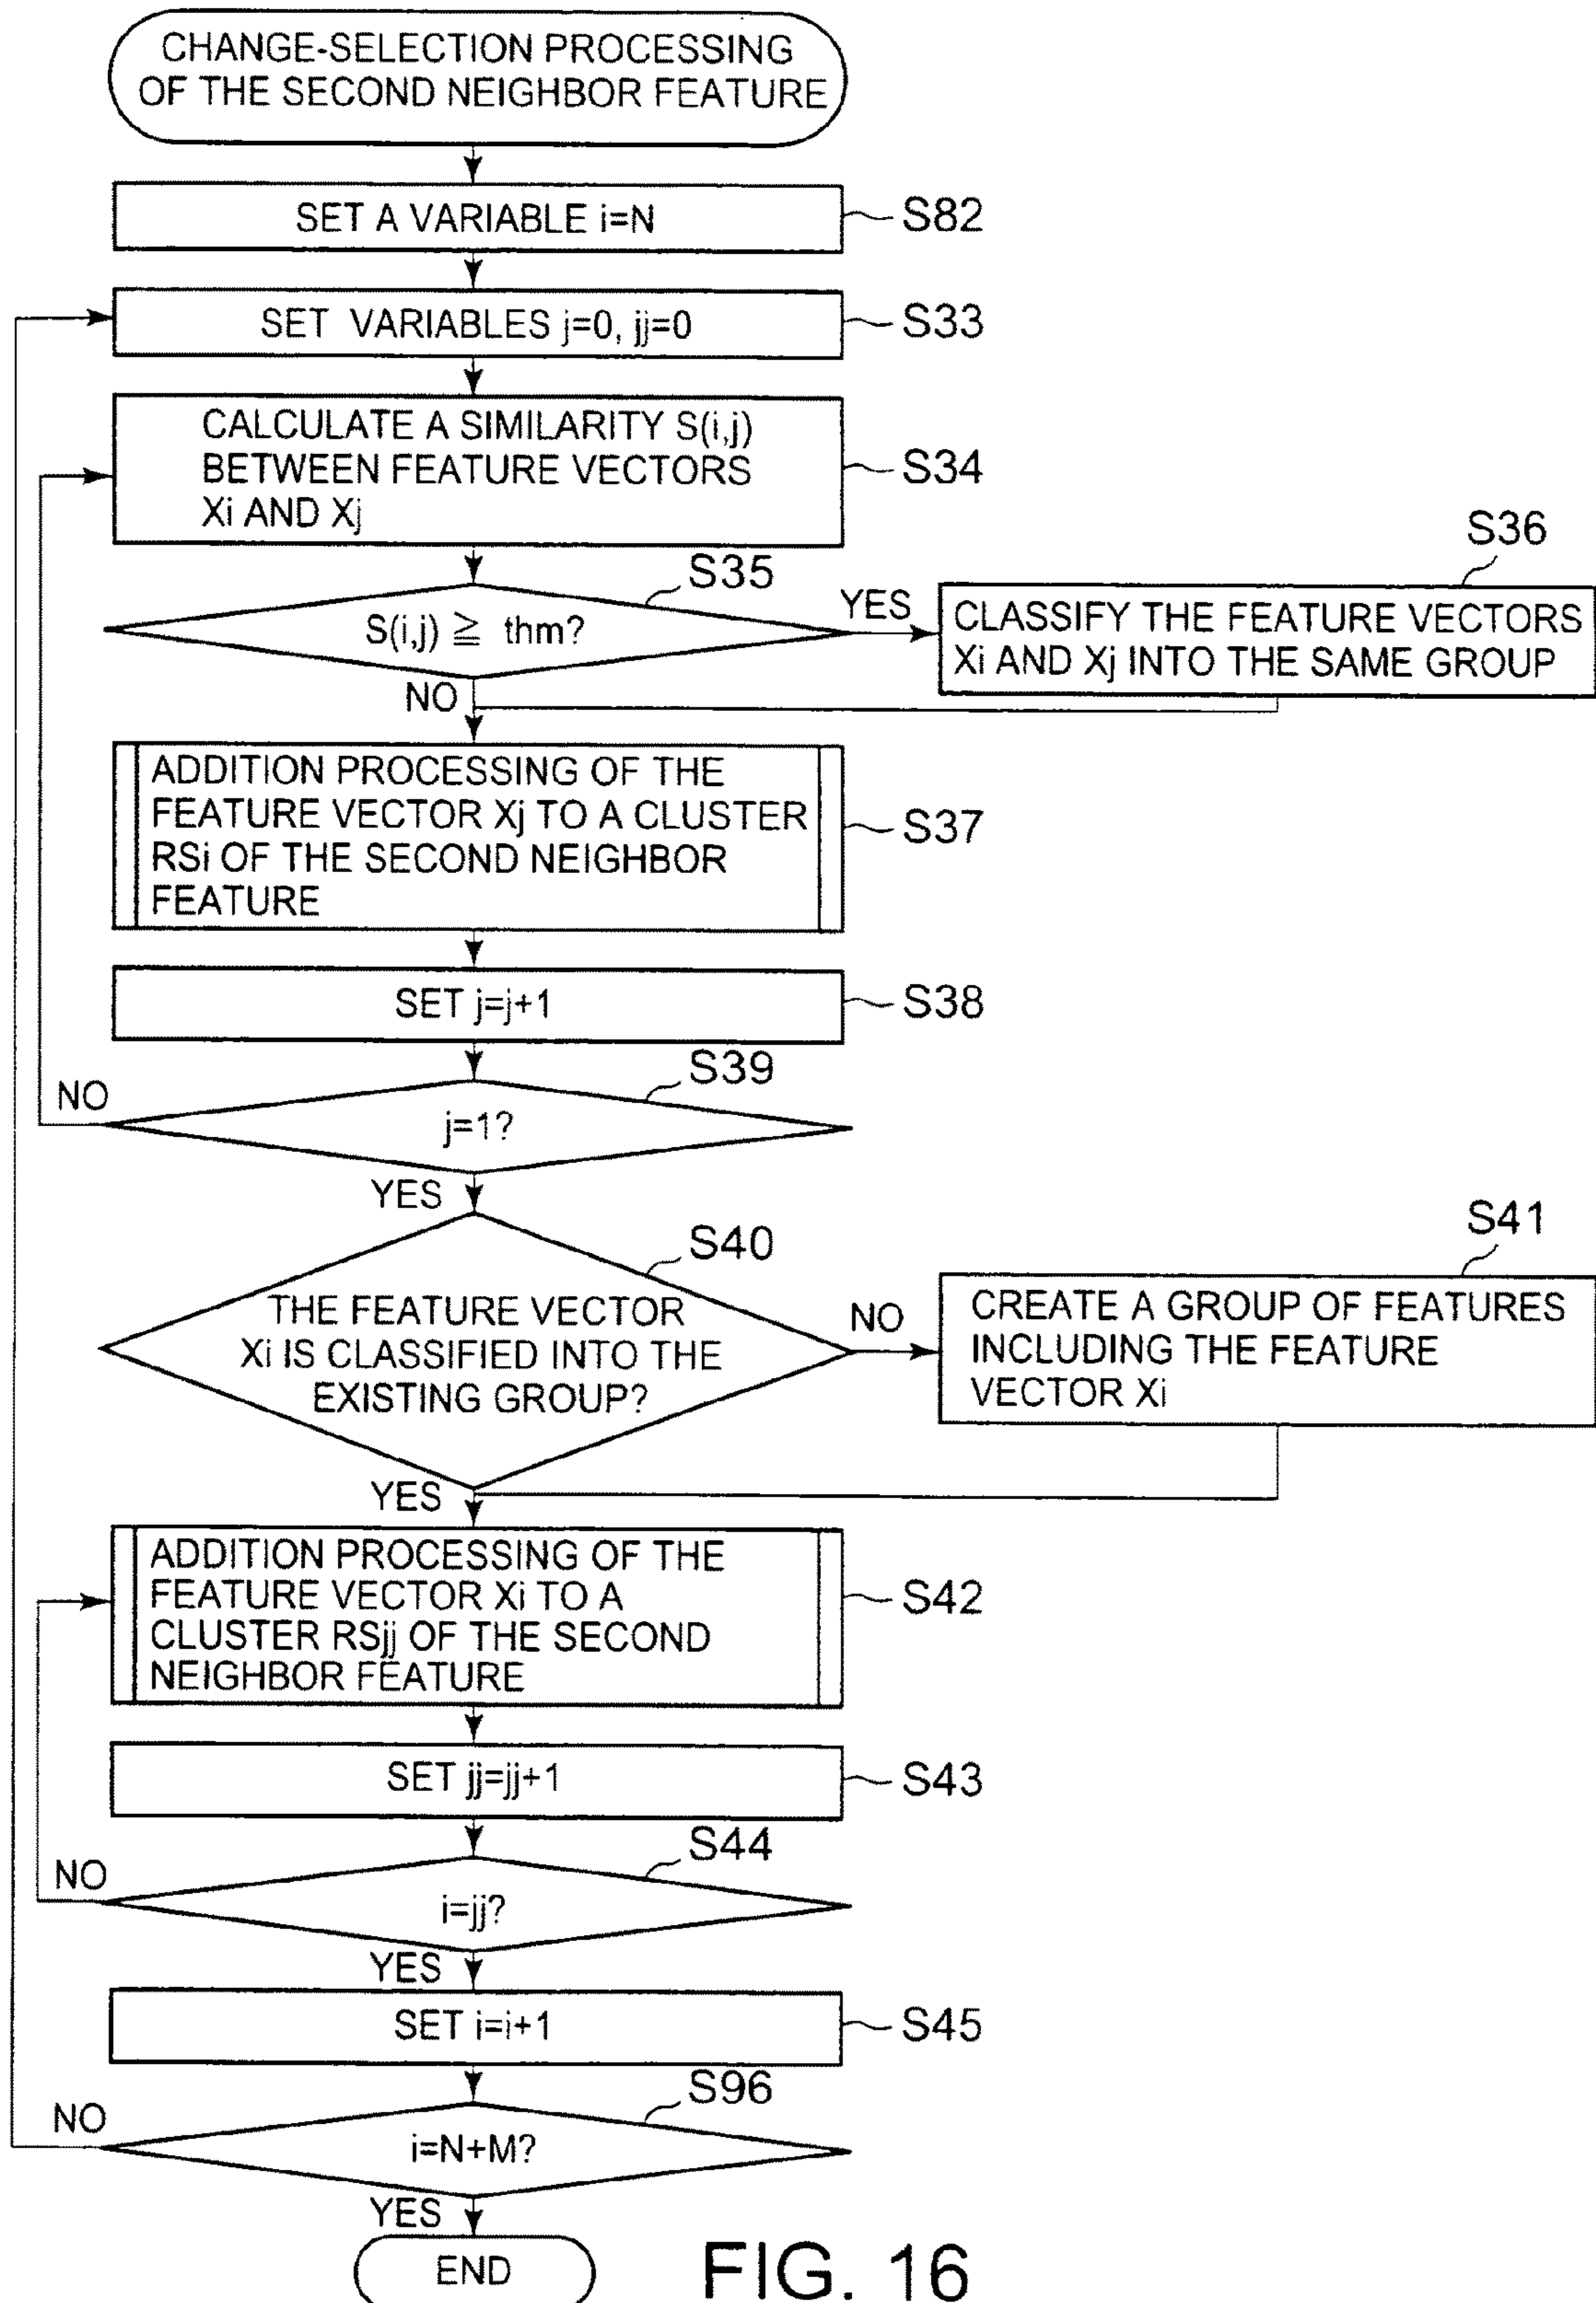 CHANGE-SELECTION PROCESSING
OF THE SECOND NEIGHBOR FEATURE
SET A VARIABLE i=N
S82
SET VARIABLES j=0, jj=0
S33
CALCULATE A SIMILARITY S(i,j)
BETWEEN FEATURE VECTORS
Xi AND Xj
S34
S35
S(i,j) ≧ thm?
YES
S36
CLASSIFY THE FEATURE VECTORS
Xi AND Xj INTO THE SAME GROUP
NO
ADDITION PROCESSING OF THE
FEATURE VECTOR Xj TO A CLUSTER
RSi OF THE SECOND NEIGHBOR
FEATURE
S37
SET j=j+1
S38
S39
NO
j=1?
YES
S40
THE FEATURE VECTOR
Xi IS CLASSIFIED INTO THE
EXISTING GROUP?
NO
S41
CREATE A GROUP OF FEATURES
INCLUDING THE FEATURE
VECTOR Xi
YES
ADDITION PROCESSING OF THE
FEATURE VECTOR Xi TO A
CLUSTER RSjj OF THE SECOND
NEIGHBOR FEATURE
S42
SET jj=jj+1
S43
S44
NO
i=jj?
YES
SET i=i+1
S45
S96
NO
i=N+M?
YES
END
FIG. 16